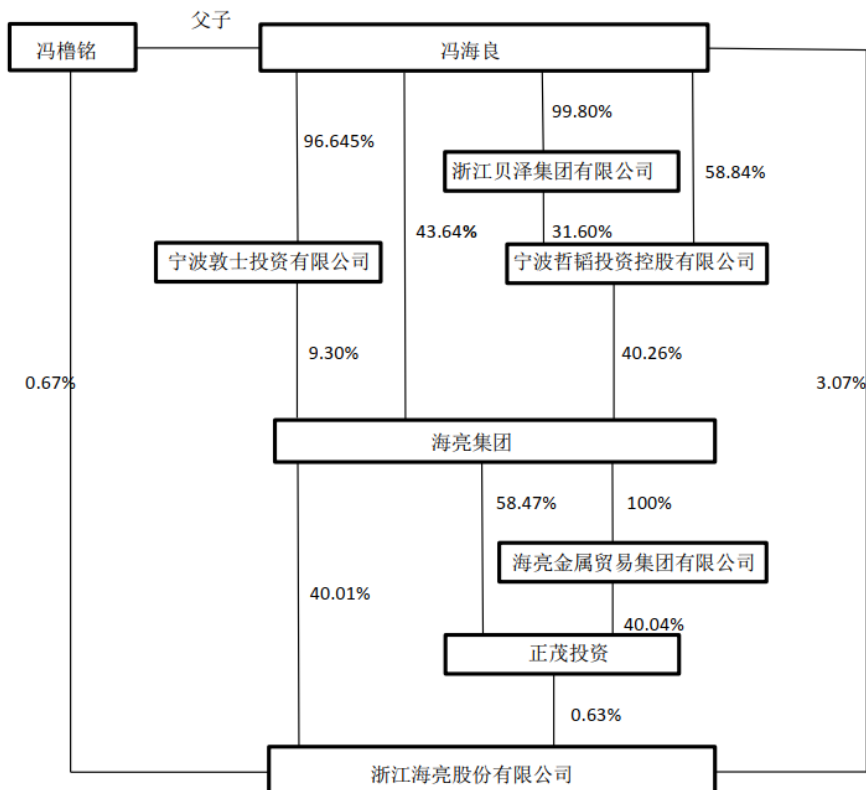 父子
冯橹铭
冯海良
99.80%
96.645%
浙江贝泽集团有限公司
58.84%
43.64%
31.60%
宁波敦士投资有限公司
宁波哲韬投资控股有限公司
9.30%
40.26%
0.67%
3.07%
海亮集团
58.47%
100%
海亮金属贸易集团有限公司
40.01%
40.04%
正茂投资
0.63%
浙江海亮股份有限公司